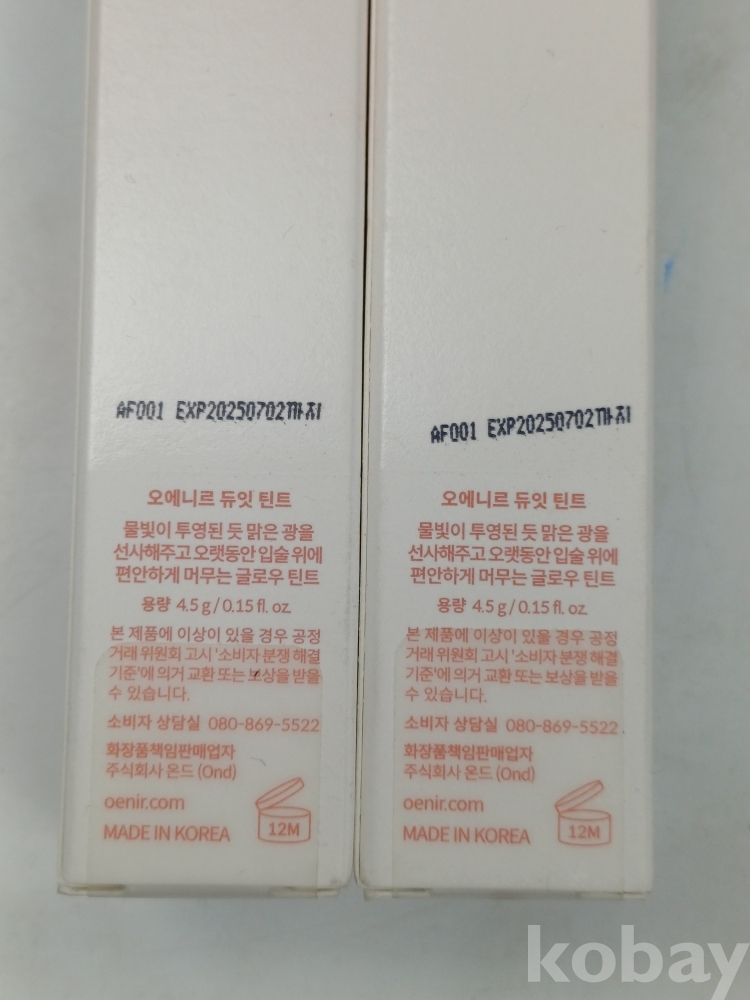 AF001 EXP20250702까지
오에니르 듀잇 틴트
물빛이 투영된 듯 맑은 광을
선사해주고 오랫동안 입술 위에
편안하게 머무는 글로우 틴트
용량 4.5 g / 0.15 fl. oz.
본 제품에 이상이 있을 경우 공정
거래 위원회 고시 '소비자 분쟁 해결
기준'에 의거 교환 또는 보상을 받을
수 있습니다.
소비자 상담실 080-869-5522
화장품책임판매업자
주식회사 온드 (Ond)
oenir.com
MADE IN KOREA
12M
AF001 EXP20250702까지
오에니르 듀잇 틴트
물빛이 투영된 듯 맑은 광을
선사해주고 오랫동안 입술 위에
편안하게 머무는 글로우 틴트
용량 4.5 g / 0.15 fl. oz.
본 제품에 이상이 있을 경우 공정
거래 위원회 고시 '소비자 분쟁 해결
기준'에 의거 교환 또는 보상을 받을
수 있습니다.
소비자 상담실 080-869-5522
화장품책임판매업자
주식회사 온드 (Ond)
oenir.com
MADE IN KOREA
12M
kobay